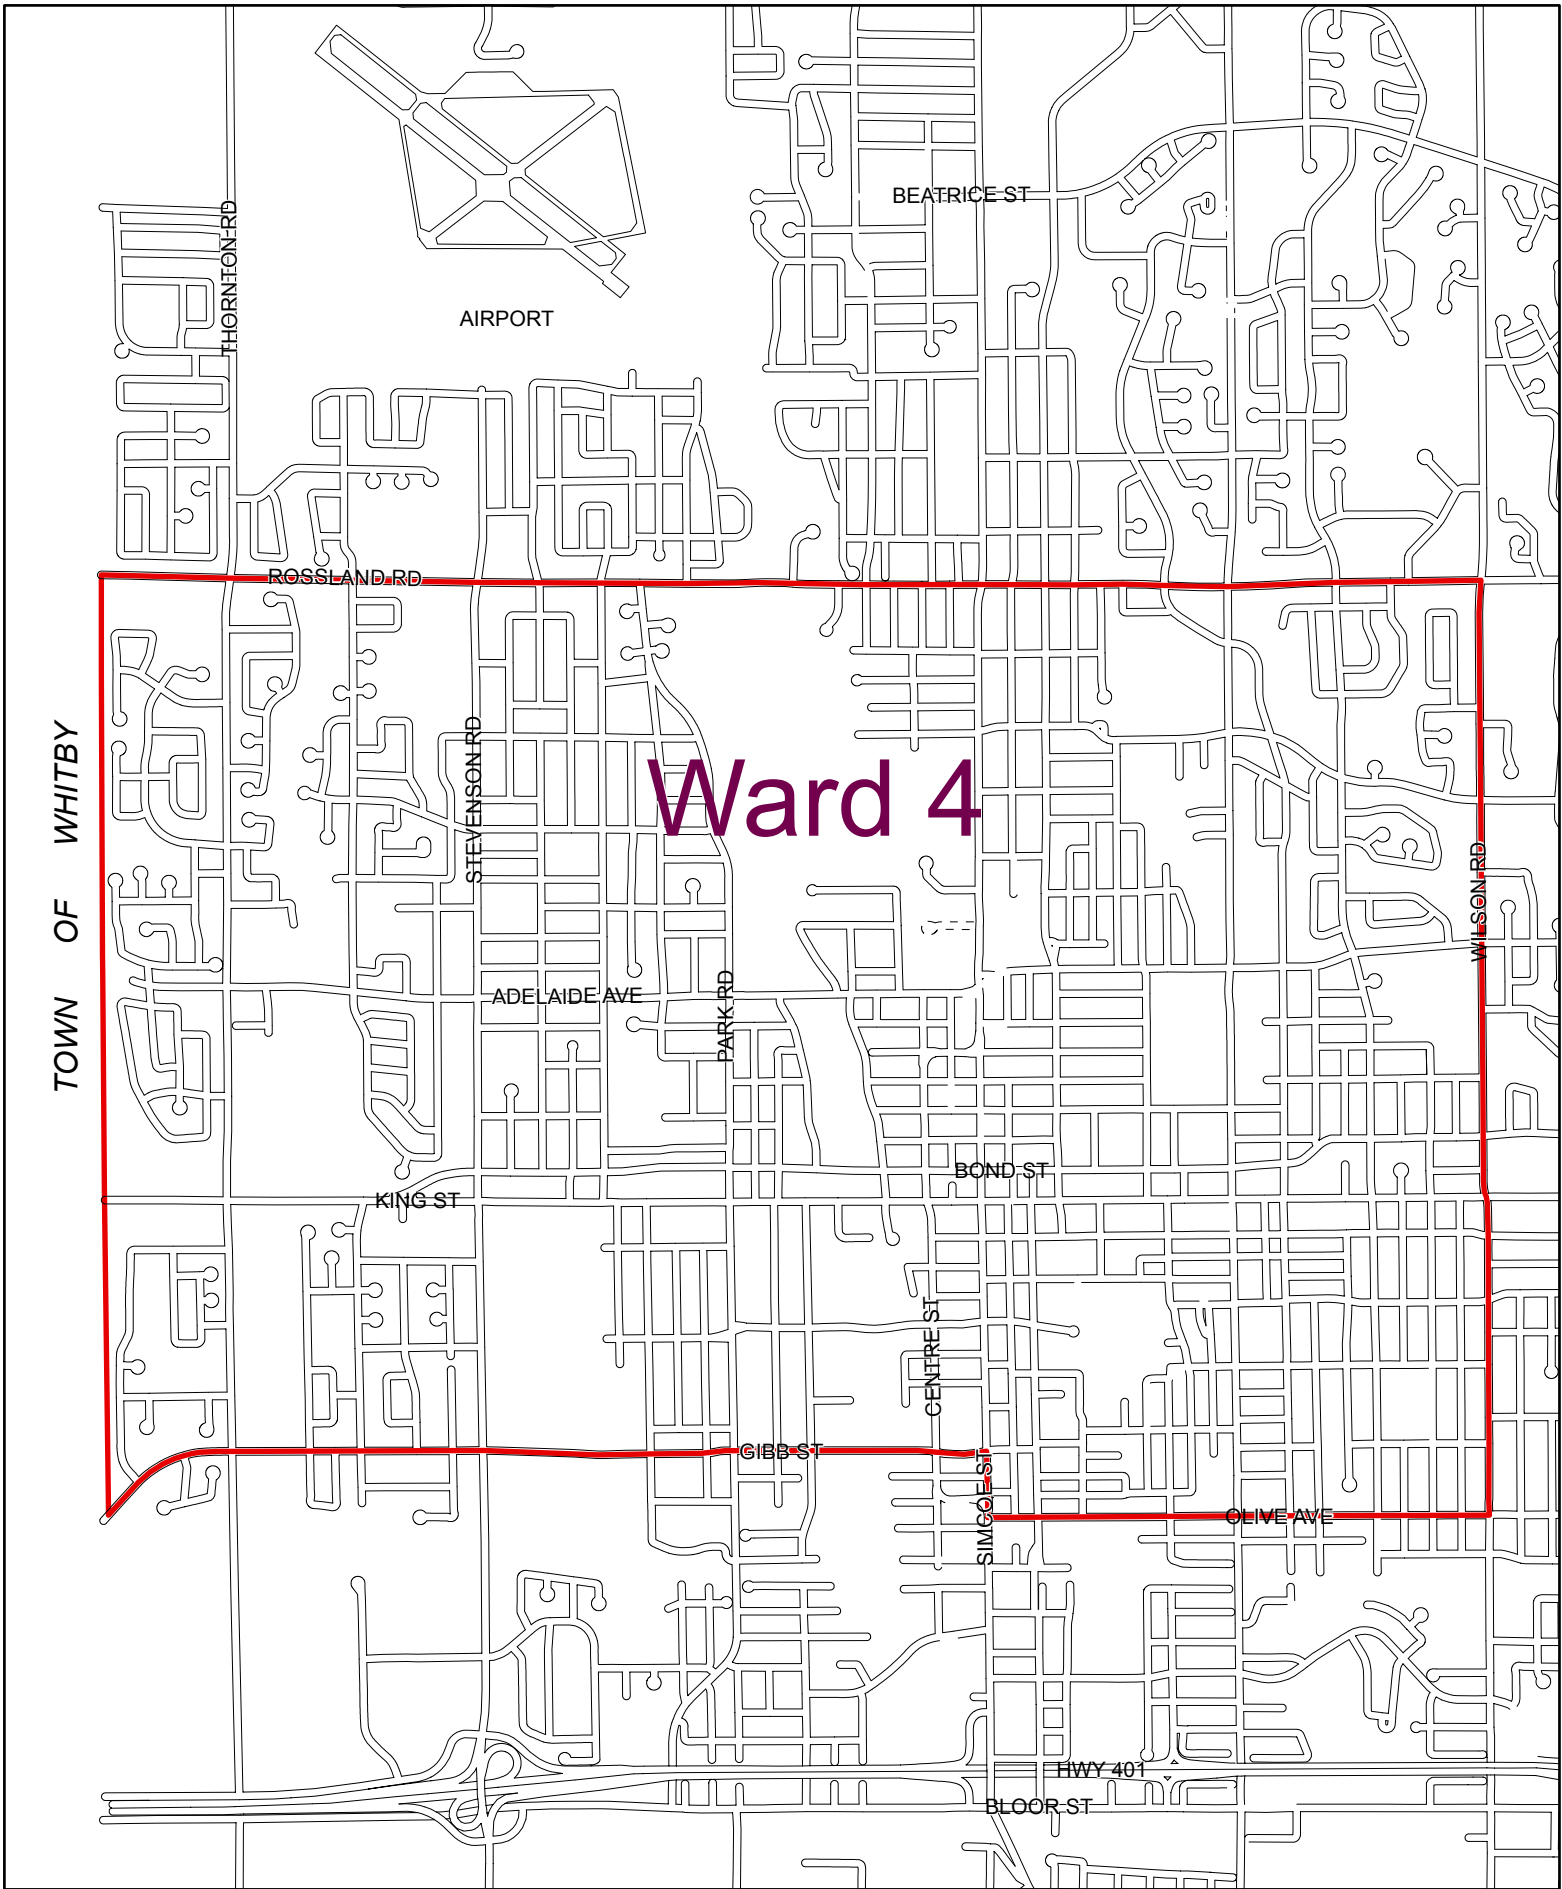 BEATRICE ST
THORNTON RD
AIRPORT
ROSSLAND RD
TOWN OF WHITBY
STEVENSON RD
Ward 4
WILSON RD
ADELAIDE AVE
PARK RD
BOND ST
KING ST
CENTRE ST
GIBB ST
SIMCOE ST
OLIVE AVE
HWY 401
BLOOR ST